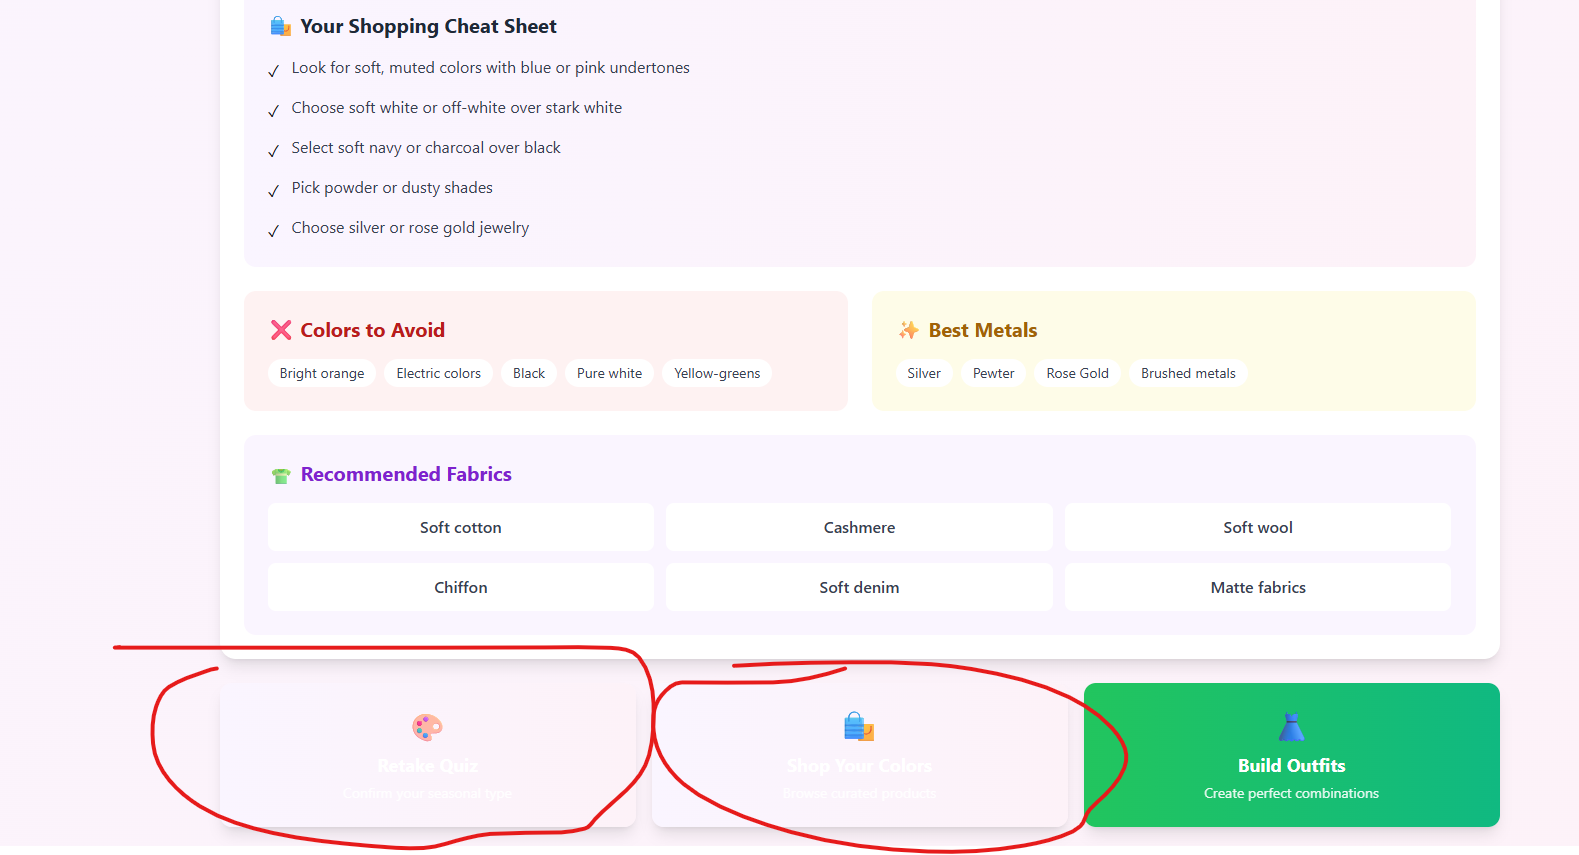 Your Shopping Cheat Sheet
✓ Look for soft, muted colors with blue or pink undertones
✓ Choose soft white or off-white over stark white
✓ Select soft navy or charcoal over black
✓ Pick powder or dusty shades
✓ Choose silver or rose gold jewelry
Colors to Avoid
Bright orange Electric colors Black Pure white Yellow-greens
Best Metals
Silver Pewter Rose Gold Brushed metals
Recommended Fabrics
Soft cotton Cashmere Soft wool
Chiffon Soft denim Matte fabrics
Retake Quiz
Confirm your seasonal type
Shop Your Colors
Browse curated products
Build Outfits
Create perfect combinations